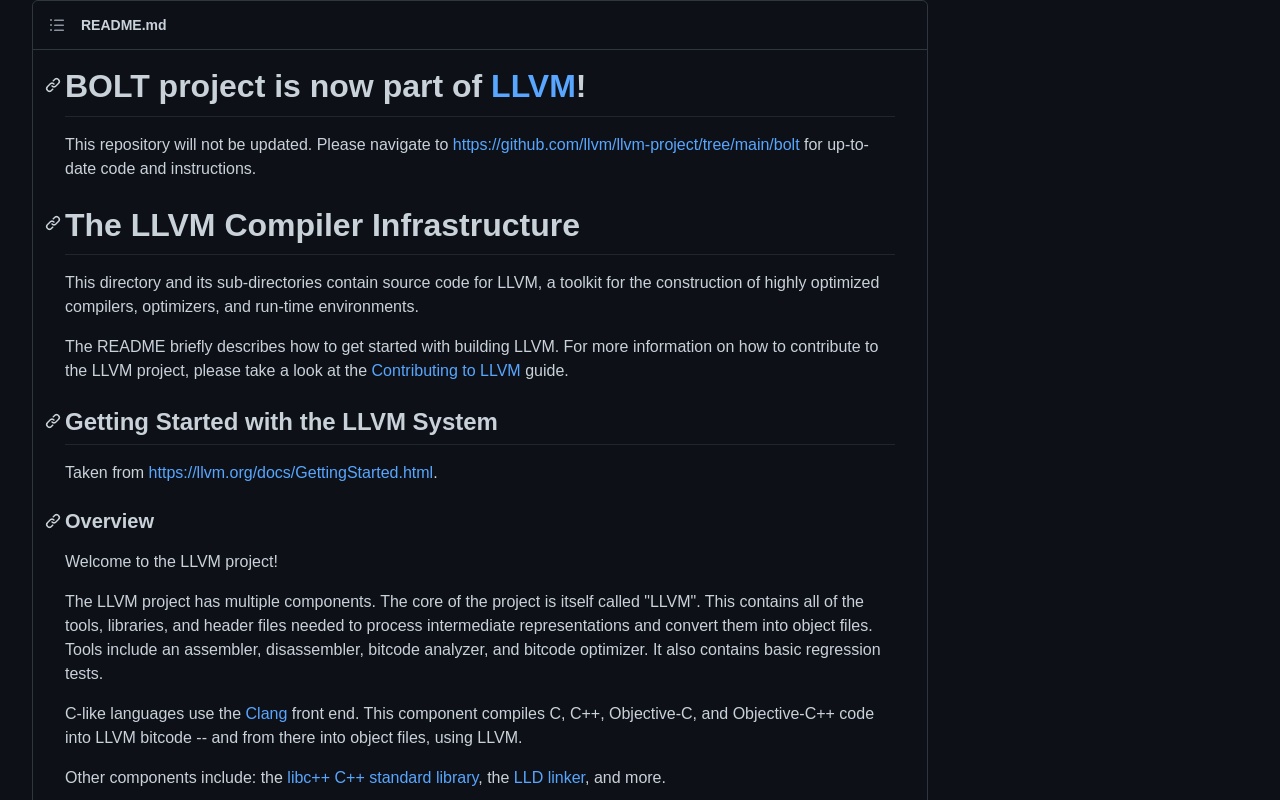 README.md
BOLT project is now part of LLVM!
This repository will not be updated. Please navigate to https://github.com/llvm/llvm-project/tree/main/bolt for up-to-
date code and instructions.
The LLVM Compiler Infrastructure
This directory and its sub-directories contain source code for LLVM, a toolkit for the construction of highly optimized
compilers, optimizers, and run-time environments.
The README briefly describes how to get started with building LLVM. For more information on how to contribute to
the LLVM project, please take a look at the Contributing to LLVM guide.
Getting Started with the LLVM System
Taken from https://llvm.org/docs/GettingStarted.html.
Overview
Welcome to the LLVM project!
The LLVM project has multiple components. The core of the project is itself called "LLVM". This contains all of the
tools, libraries, and header files needed to process intermediate representations and convert them into object files.
Tools include an assembler, disassembler, bitcode analyzer, and bitcode optimizer. It also contains basic regression
tests.
C-like languages use the Clang front end. This component compiles C, C++, Objective-C, and Objective-C++ code
into LLVM bitcode -- and from there into object files, using LLVM.
Other components include: the libc++ C++ standard library, the LLD linker, and more.